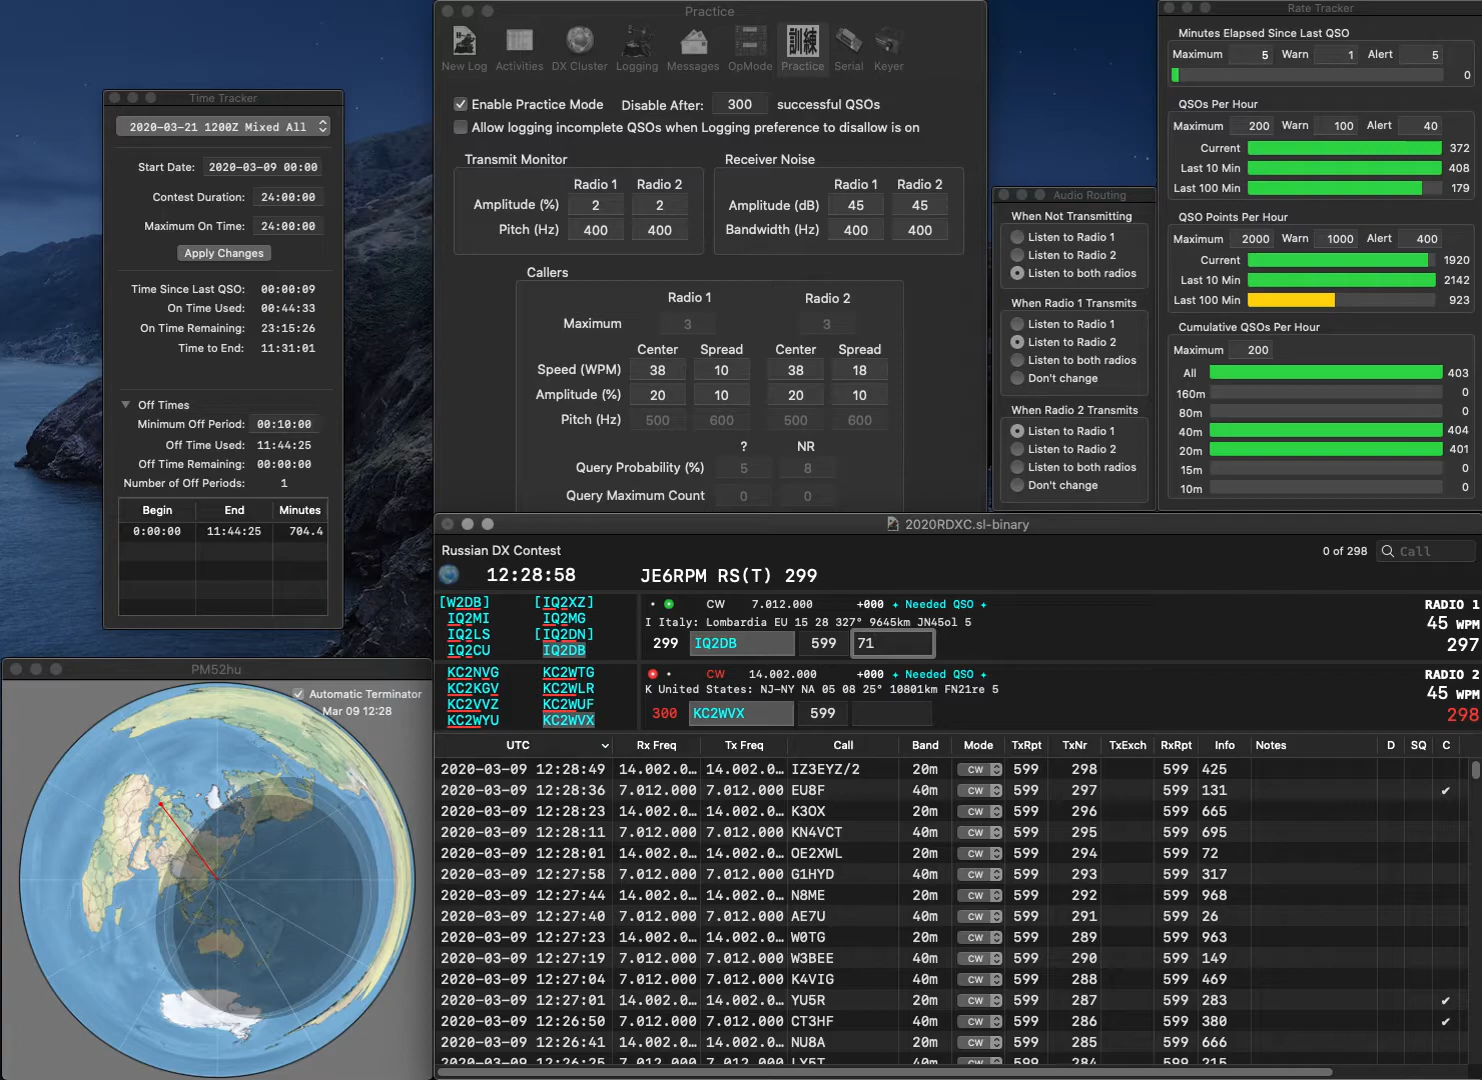 Time Tracker
2020-03-21 1200Z Mixed All
Start Date: 2020-03-09 00:00
Contest Duration: 24:00:00
Maximum On Time: 24:00:00
Apply Changes
Time Since Last QSO: 00:00:09
On Time Used: 00:44:33
On Time Remaining: 23:15:26
Time to End: 11:31:01
Off Times
Minimum Off Period: 00:10:00
Off Time Used: 11:44:25
Off Time Remaining: 00:00:00
Number of Off Periods: 1
Begin End Minutes
0:00:00 11:44:25 704.4
PM52hu
Automatic Terminator
Mar 09 12:28
Practice
New Log Activities DX Cluster Logging Messages OpMode 訓練 Practice Serial Keyer
Enable Practice Mode Disable After: 300 successful QSOs
Allow logging incomplete QSOs when Logging preference to disallow is on
Transmit Monitor
Radio 1 Radio 2
Amplitude (%) 2 2
Pitch (Hz) 400 400
Receiver Noise
Radio 1 Radio 2
Amplitude (dB) 45 45
Bandwidth (Hz) 400 400
Callers
Radio 1 Radio 2
Maximum 3 3
Center Spread Center Spread
Speed (WPM) 38 10 38 18
Amplitude (%) 20 10 20 10
Pitch (Hz) 500 600 500 600
? NR
Query Probability (%) 5 8
Query Maximum Count 0 0
Audio Routing
When Not Transmitting
Listen to Radio 1
Listen to Radio 2
Listen to both radios
When Radio 1 Transmits
Listen to Radio 1
Listen to Radio 2
Listen to both radios
Don't change
When Radio 2 Transmits
Listen to Radio 1
Listen to Radio 2
Listen to both radios
Don't change
Rate Tracker
Minutes Elapsed Since Last QSO
Maximum 5 Warn 1 Alert 5
0
QSOs Per Hour
Maximum 200 Warn 100 Alert 40
Current 372
Last 10 Min 408
Last 100 Min 179
QSO Points Per Hour
Maximum 2000 Warn 1000 Alert 400
Current 1920
Last 10 Min 2142
Last 100 Min 923
Cumulative QSOs Per Hour
Maximum 200
All 403
160m 0
80m 0
40m 404
20m 401
15m 0
10m 0
2020RDXC.sl-binary
Russian DX Contest 0 of 298 Call
12:28:58 JE6RPM RS(T) 299
[W2DB] [IQ2XZ]
IQ2MI IQ2MG
IQ2LS [IQ2DN]
IQ2CU IQ2DB
CW 7.012.000 +000 Needed QSO RADIO 1
I Italy: Lombardia EU 15 28 327° 9645km JN45ol 5 45 WPM
299 IQ2DB 599 71 297
KC2NVG KC2WTG
KC2KGV KC2WLR
KC2VVZ KC2WUF
KC2WYU KC2WVX
CW 14.002.000 +000 Needed QSO RADIO 2
K United States: NJ-NY NA 05 08 25° 10801km FN21re 5 45 WPM
300 KC2WVX 599 298
UTC Rx Freq Tx Freq Call Band Mode TxRpt TxNr TxExch RxRpt Info Notes D SQ C
2020-03-09 12:28:49 14.002.0… 14.002.0… IZ3EYZ/2 20m CW 599 298 599 425
2020-03-09 12:28:36 7.012.000 7.012.000 EU8F 40m CW 599 297 599 131 ✔
2020-03-09 12:28:23 14.002.0… 14.002.0… K3OX 20m CW 599 296 599 665
2020-03-09 12:28:11 7.012.000 7.012.000 KN4VCT 40m CW 599 295 599 695
2020-03-09 12:28:01 14.002.0… 14.002.0… OE2XWL 20m CW 599 294 599 72
2020-03-09 12:27:58 7.012.000 7.012.000 G1HYD 40m CW 599 293 599 317
2020-03-09 12:27:44 14.002.0… 14.002.0… N8ME 20m CW 599 292 599 968
2020-03-09 12:27:40 7.012.000 7.012.000 AE7U 40m CW 599 291 599 26
2020-03-09 12:27:23 14.002.0… 14.002.0… W0TG 20m CW 599 289 599 963
2020-03-09 12:27:19 7.012.000 7.012.000 W3BEE 40m CW 599 290 599 149
2020-03-09 12:27:04 7.012.000 7.012.000 K4VIG 40m CW 599 288 599 469
2020-03-09 12:27:01 14.002.0… 14.002.0… YU5R 20m CW 599 287 599 283 ✔
2020-03-09 12:26:50 7.012.000 7.012.000 CT3HF 40m CW 599 286 599 380 ✔
2020-03-09 12:26:41 14.002.0… 14.002.0… NU8A 20m CW 599 285 599 666
2020-03-09 12:26:25 7.012.000 7.012.000 LY5T 40m CW 599 284 599 215